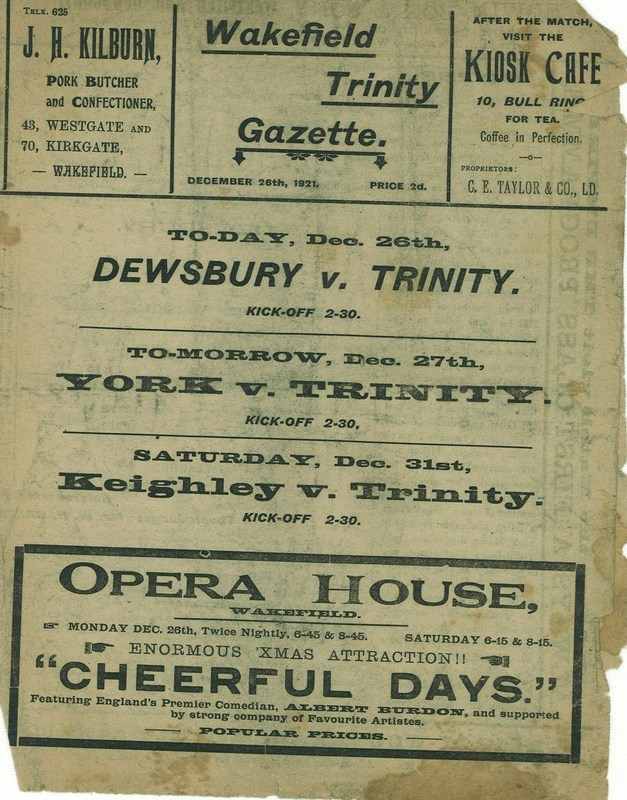 TELE. 625
J. H. KILBURN,
PORK BUTCHER
and CONFECTIONER,
43, WESTGATE AND
70, KIRKGATE,
— WAKEFIELD. —
Wakefield
Trinity
Gazette.
DECEMBER 26th, 1921. PRICE 2d.
AFTER THE MATCH,
VISIT THE
KIOSK CAFE
10, BULL RING
FOR TEA.
Coffee in Perfection.
PROPRIETORS:
C. E. TAYLOR & CO., LD.
TO-DAY, Dec. 26th,
DEWSBURY v. TRINITY.
KICK-OFF 2-30.
TO-MORROW, Dec. 27th,
YORK v. TRINITY.
KICK-OFF 2-30.
SATURDAY, Dec. 31st,
Keighley v. Trinity.
KICK-OFF 2-30.
OPERA HOUSE,
WAKEFIELD.
☞ MONDAY DEC. 26th, Twice Nightly, 6-45 & 8-45. SATURDAY 6-15 & 8-15.
☞ ENORMOUS 'XMAS ATTRACTION!! ☜
"CHEERFUL DAYS."
Featuring England's Premier Comedian, ALBERT BURDON, and supported
by strong company of Favourite Artistes.
POPULAR PRICES.